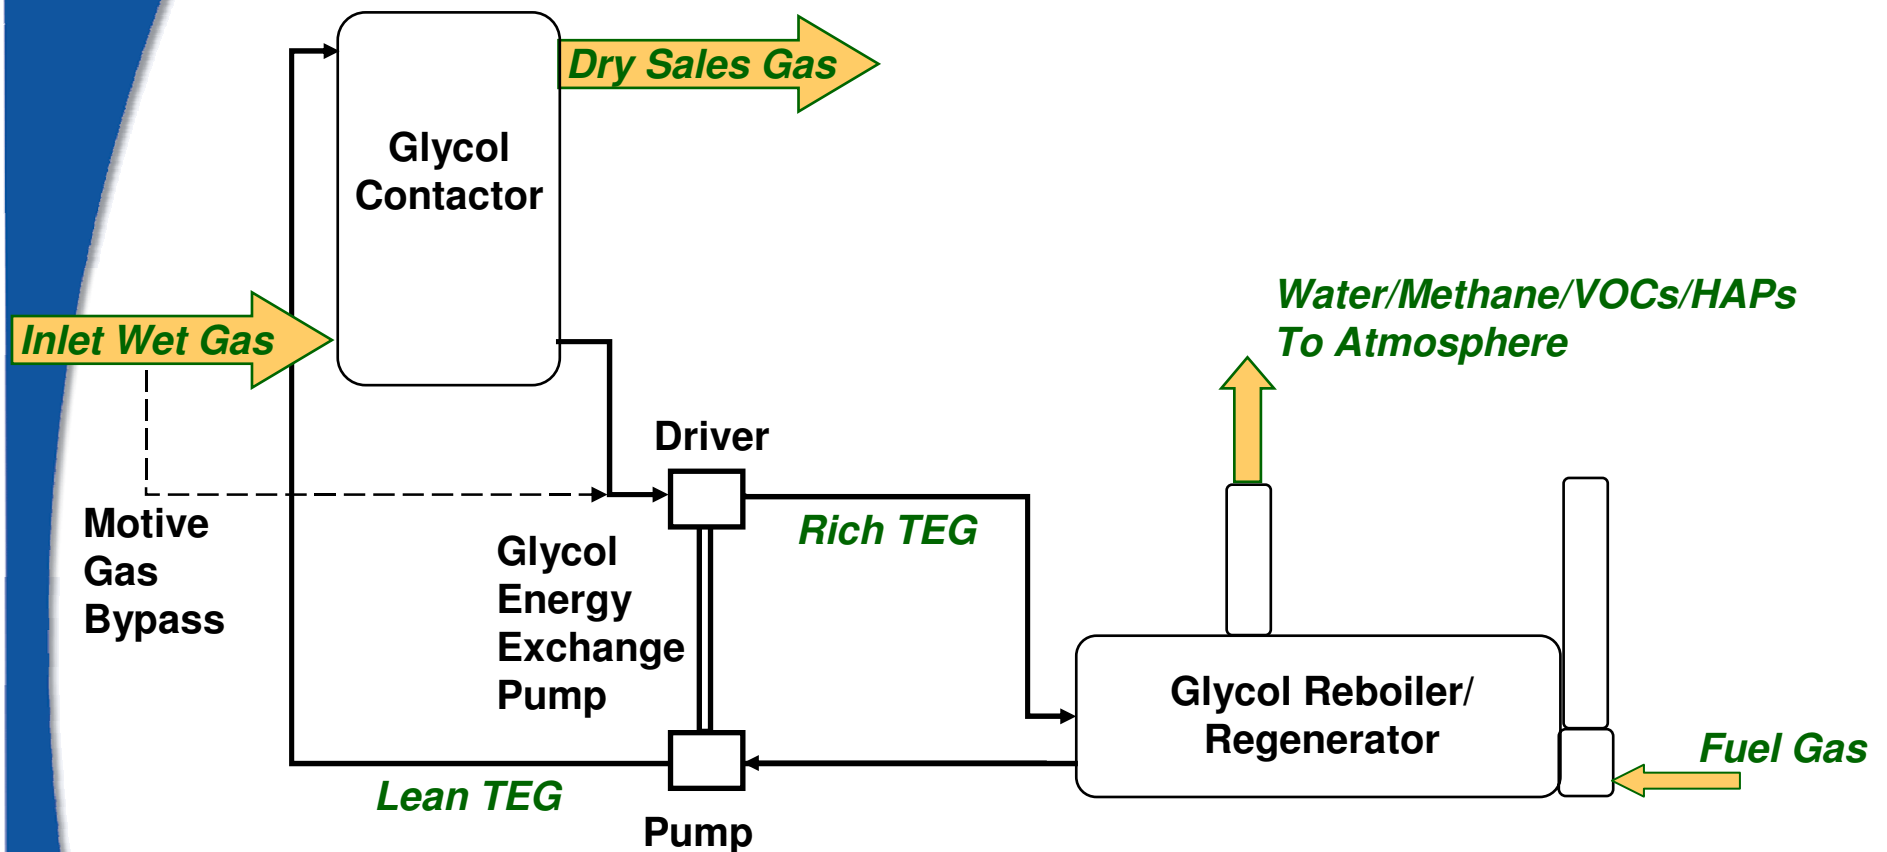 Dry Sales Gas
Glycol
Contactor
Inlet Wet Gas
Water/Methane/VOCs/HAPs
To Atmosphere
Driver
Motive
Gas
Bypass
Glycol
Energy
Exchange
Pump
Rich TEG
Glycol Reboiler/
Regenerator
Fuel Gas
Lean TEG
Pump